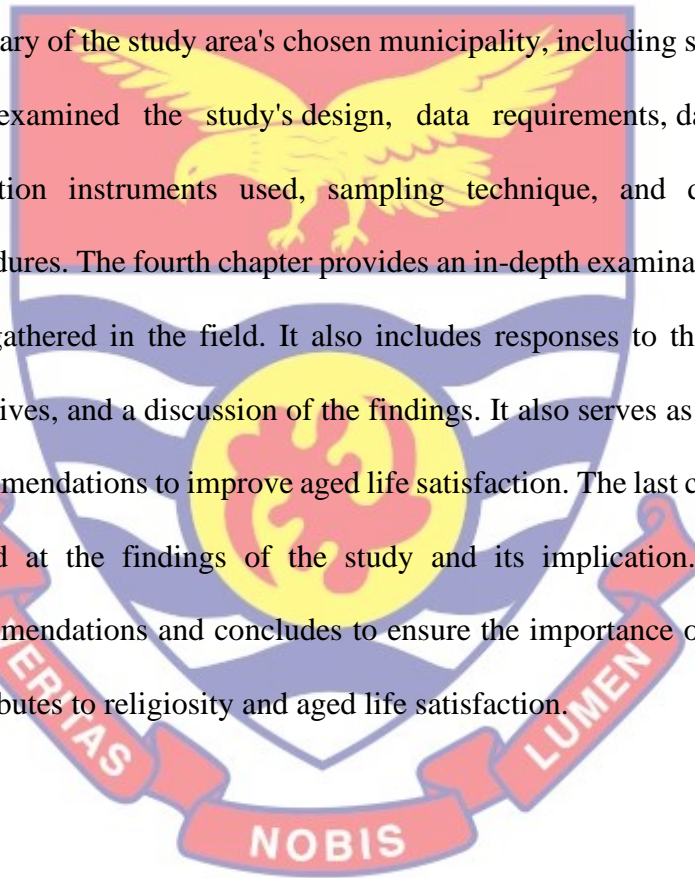 ary of the study area's chosen municipality, including s
examined the study's design, data requirements, da
tion instruments used, sampling technique, and d
dures. The fourth chapter provides an in-depth examina
gathered in the field. It also includes responses to th
ives, and a discussion of the findings. It also serves as
mendations to improve aged life satisfaction. The last c
d at the findings of the study and its implication.
mendations and concludes to ensure the importance o
butes to religiosity and aged life satisfaction.
VERITAS
NOBIS
LUMEN